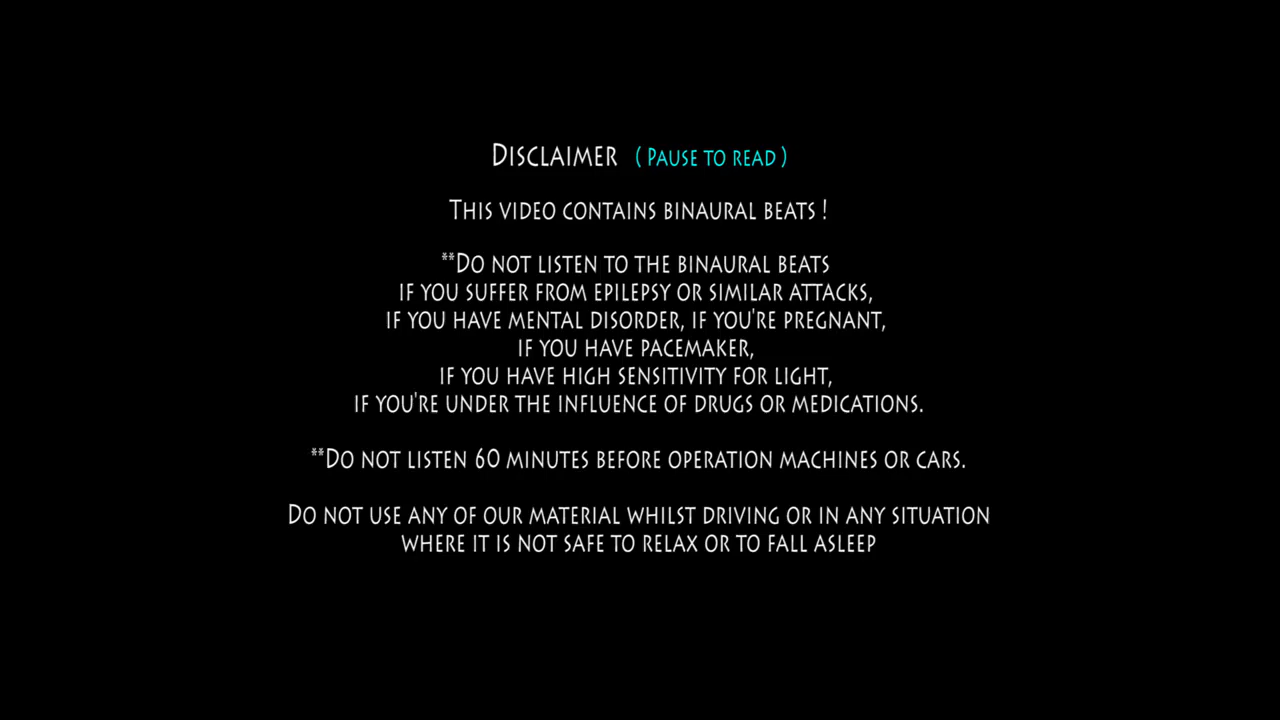 Disclaimer ( Pause to read )
This video contains binaural beats !
**Do not listen to the binaural beats
if you suffer from epilepsy or similar attacks,
if you have mental disorder, if you're pregnant,
if you have pacemaker,
if you have high sensitivity for light,
if you're under the influence of drugs or medications.
**Do not listen 60 minutes before operation machines or cars.
Do not use any of our material whilst driving or in any situation
where it is not safe to relax or to fall asleep